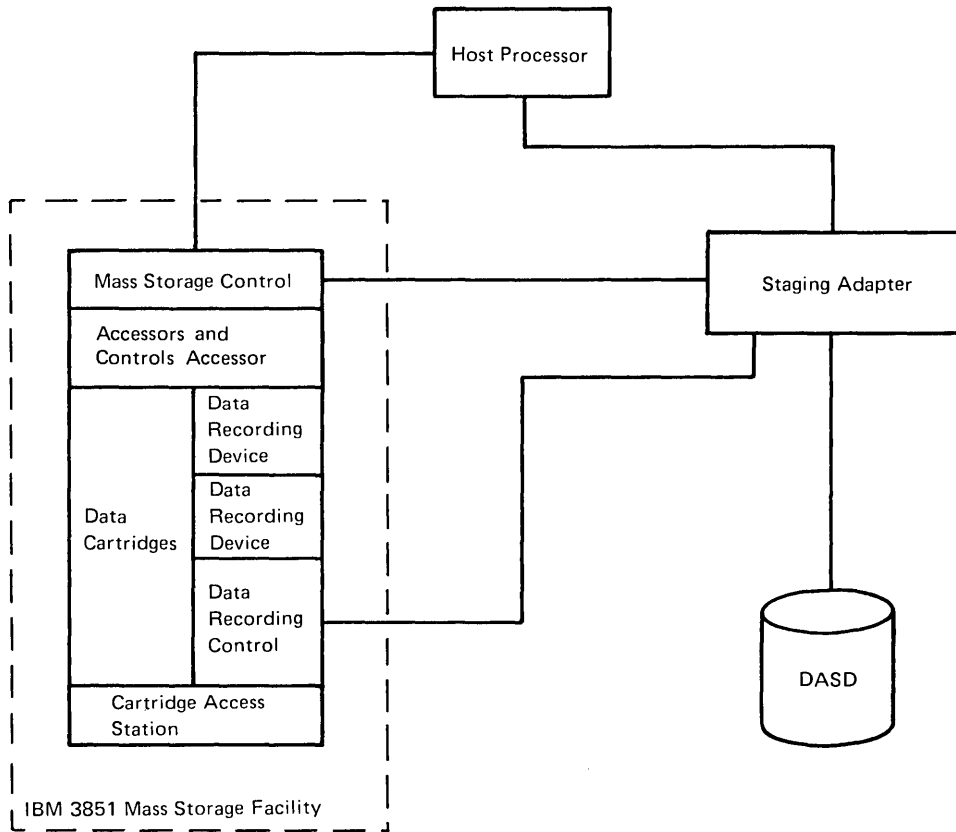 Host Processor
Mass Storage Control
Staging Adapter
Accessors and
Controls Accessor
Data
Recording
Device
Data
Recording
Device
Data
Cartridges
Data
Recording
Control
Cartridge Access
Station
DASD
IBM 3851 Mass Storage Facility